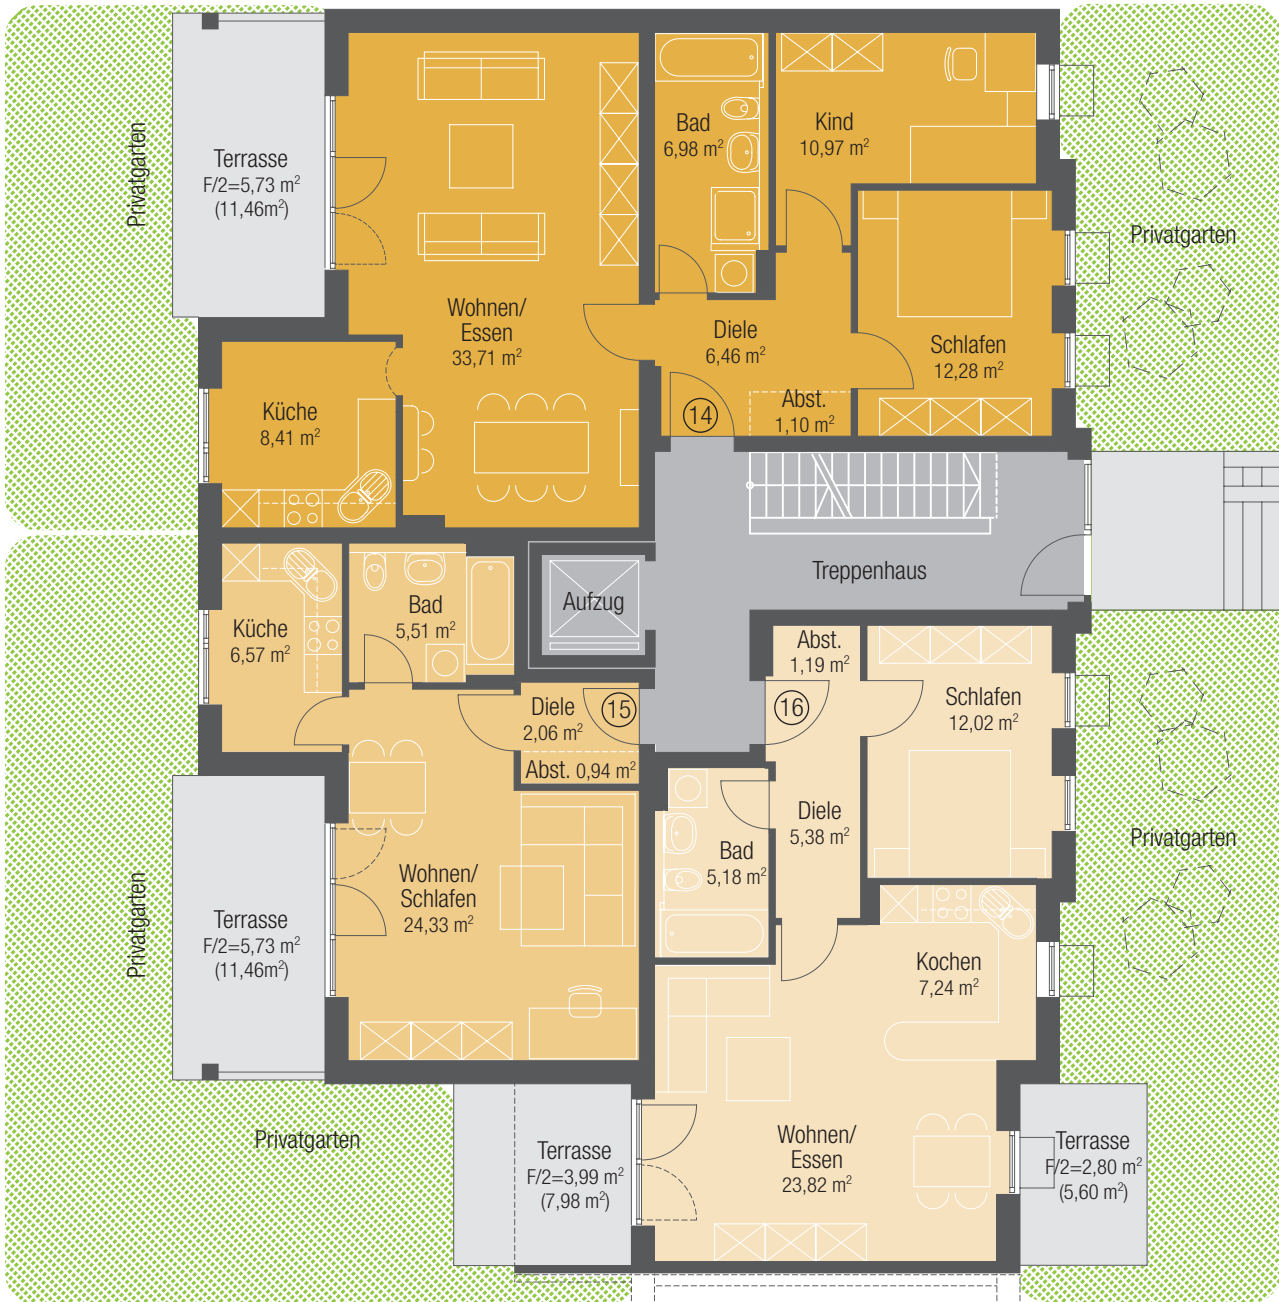 Privatgarten
Terrasse
F/2=5,73 m²
(11,46m²)
Wohnen/
Essen
33,71 m²
Küche
8,41 m²
Bad
6,98 m²
Kind
10,97 m²
Privatgarten
Diele
6,46 m²
Schlafen
12,28 m²
Abst.
1,10 m²
14
Treppenhaus
Aufzug
Küche
6,57 m²
Bad
5,51 m²
Diele
2,06 m²
15
Abst. 0,94 m²
Wohnen/
Schlafen
24,33 m²
Privatgarten
Terrasse
F/2=5,73 m²
(11,46m²)
Privatgarten
Abst.
1,19 m²
16
Schlafen
12,02 m²
Diele
5,38 m²
Bad
5,18 m²
Privatgarten
Kochen
7,24 m²
Wohnen/
Essen
23,82 m²
Terrasse
F/2=3,99 m²
(7,98 m²)
Terrasse
F/2=2,80 m²
(5,60 m²)